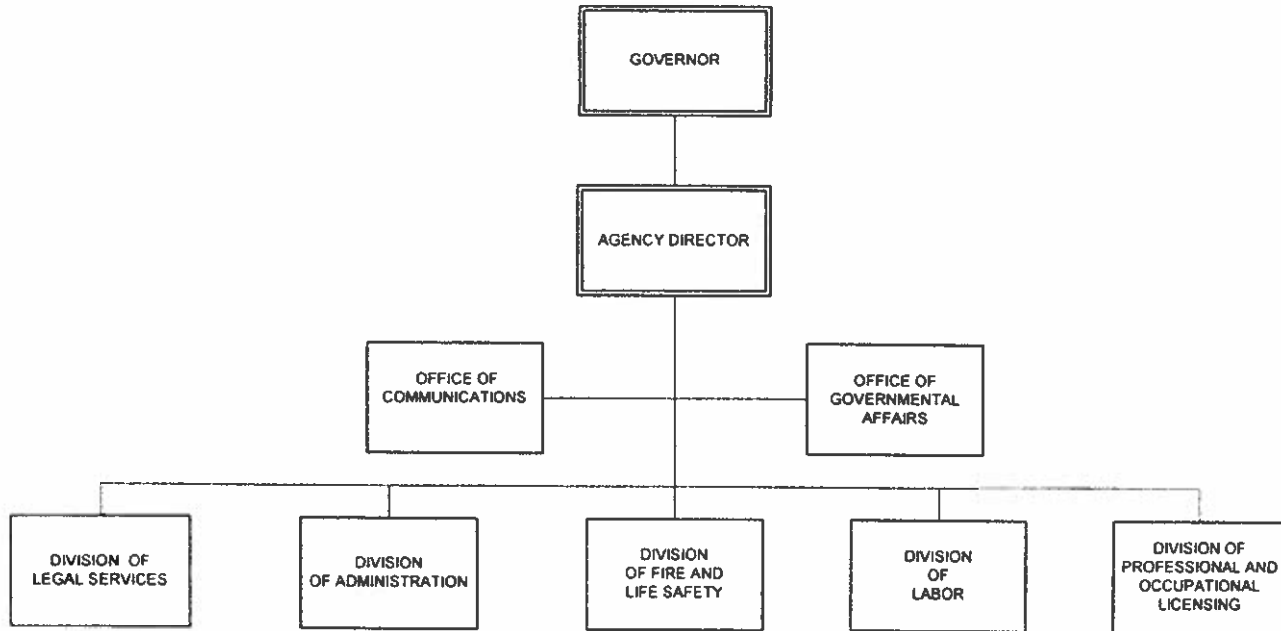 GOVERNOR
AGENCY DIRECTOR
OFFICE OF
COMMUNICATIONS
OFFICE OF
GOVERNMENTAL
AFFAIRS
DIVISION OF
LEGAL SERVICES
DIVISION
OF ADMINISTRATION
DIVISION
OF FIRE AND
LIFE SAFETY
DIVISION
OF
LABOR
DIVISION OF
PROFESSIONAL AND
OCCUPATIONAL
LICENSING